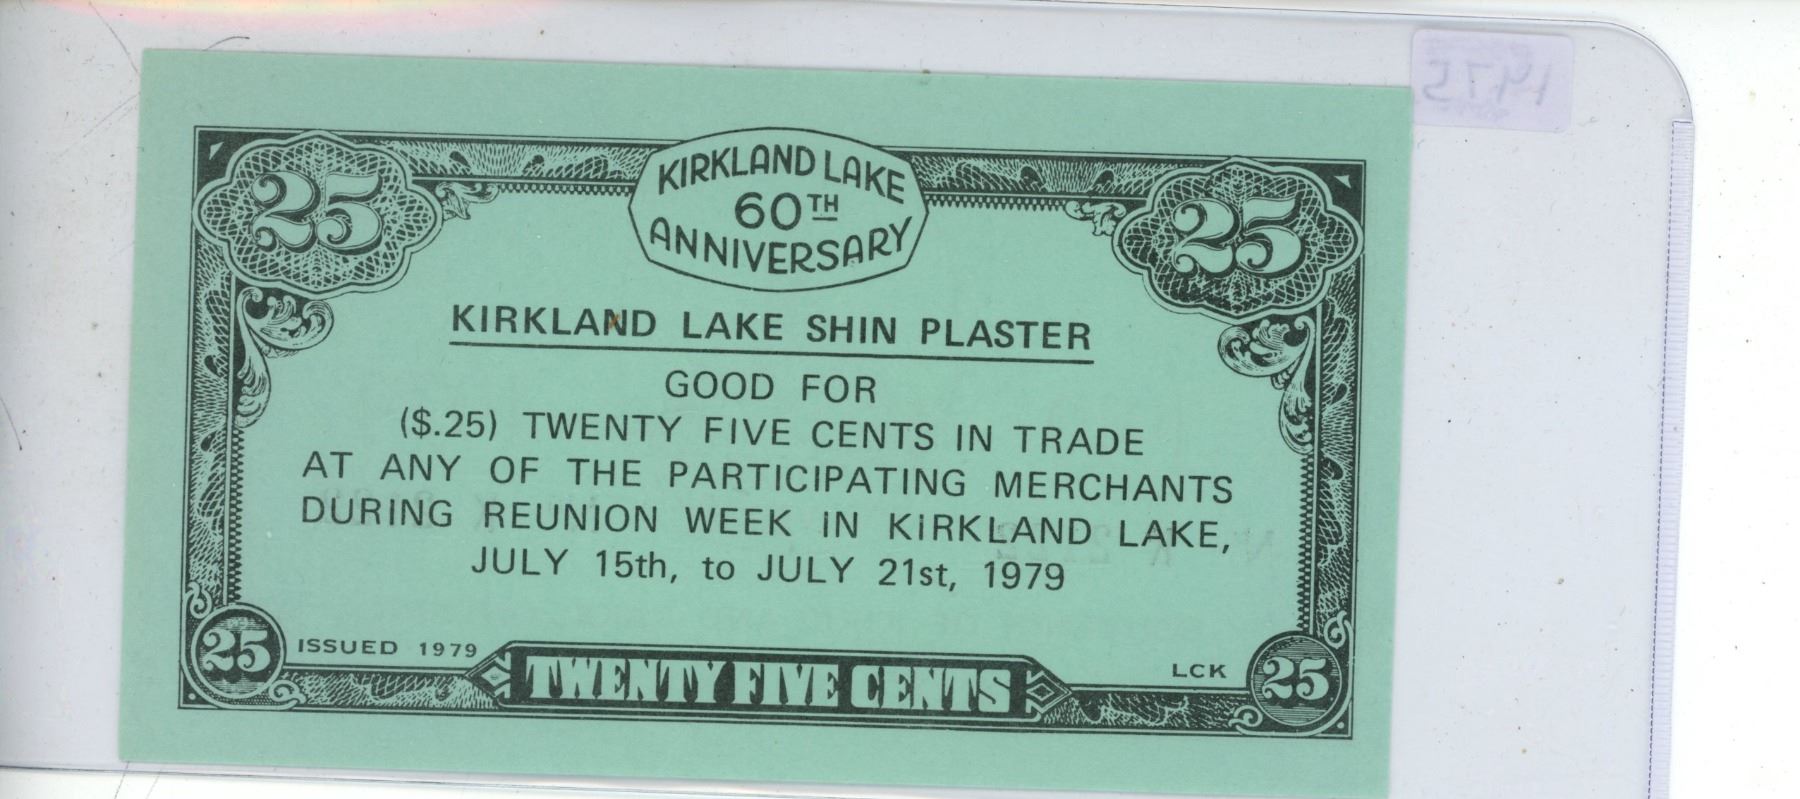 25
KIRKLAND LAKE
60TH
ANNIVERSARY
25
KIRKLAND LAKE SHIN PLASTER
GOOD FOR
($.25) TWENTY FIVE CENTS IN TRADE
AT ANY OF THE PARTICIPATING MERCHANTS
DURING REUNION WEEK IN KIRKLAND LAKE,
JULY 15th, to JULY 21st, 1979
25
ISSUED 1979
TWENTY FIVE CENTS
LCK
25